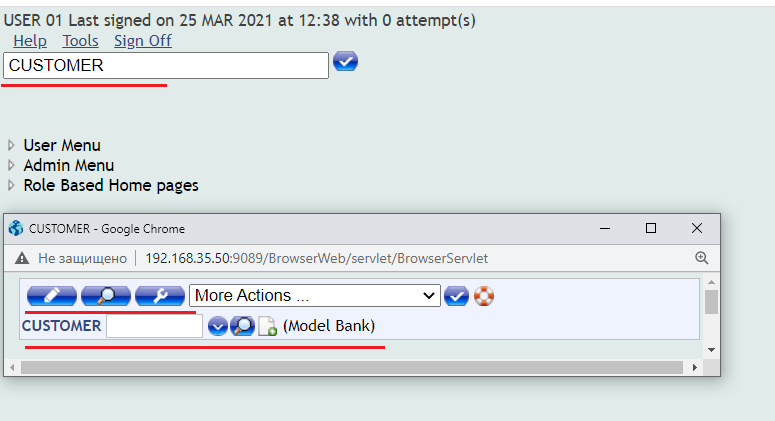 USER 01 Last signed on 25 MAR 2021 at 12:38 with 0 attempt(s)
Help Tools Sign Off
CUSTOMER
User Menu
Admin Menu
Role Based Home pages
CUSTOMER - Google Chrome
Не защищено 192.168.35.50:9089/BrowserWeb/servlet/BrowserServlet
More Actions ...
CUSTOMER (Model Bank)